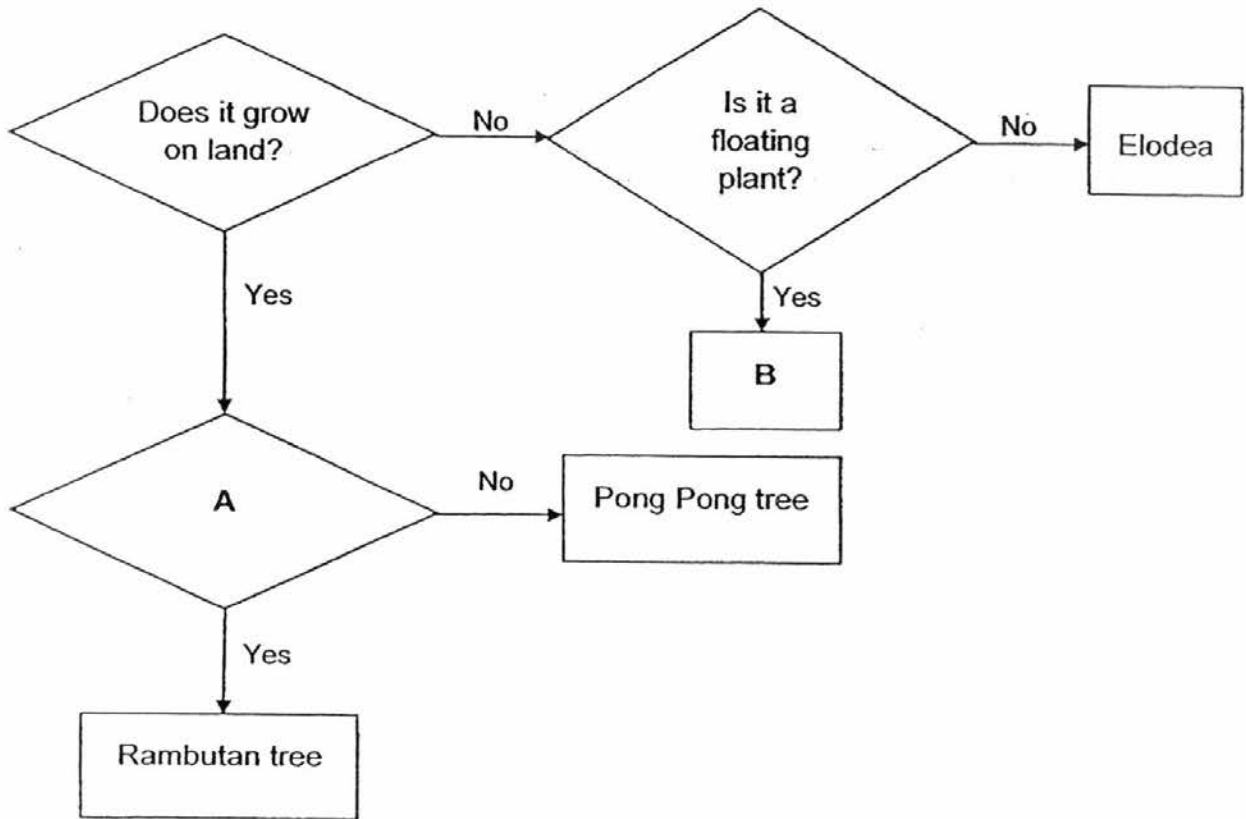 Does it grow
on land?
No
Is it a
floating
plant?
No
Elodea
Yes
Yes
B
A
No
Pong Pong tree
Yes
Rambutan tree